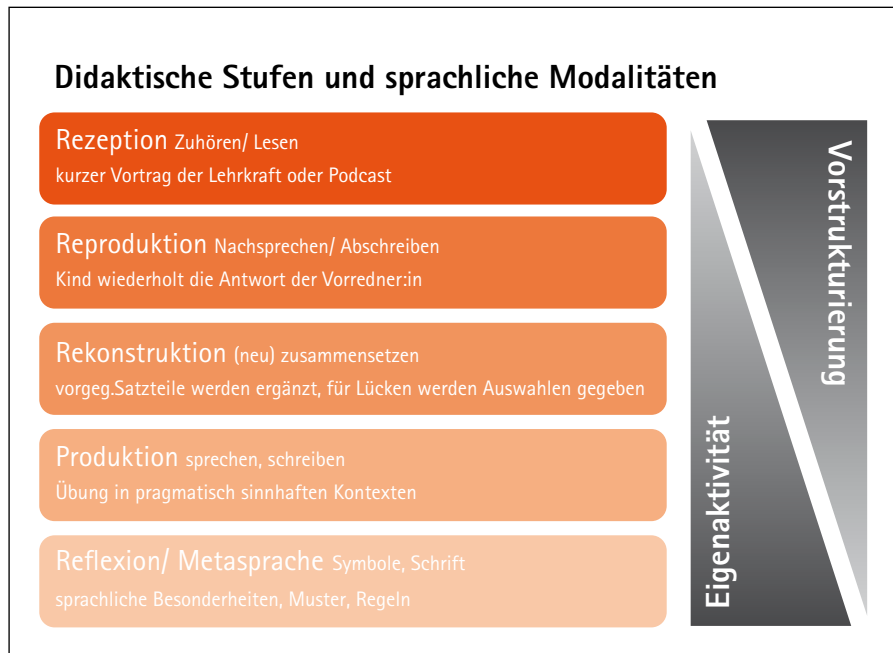 Didaktische Stufen und sprachliche Modalitäten
Rezeption Zuhören/ Lesen
kurzer Vortrag der Lehrkraft oder Podcast
Reproduktion Nachsprechen/ Abschreiben
Kind wiederholt die Antwort der Vorredner:in
Rekonstruktion (neu) zusammensetzen
vorgeg.Satzteile werden ergänzt, für Lücken werden Auswahlen gegeben
Produktion sprechen, schreiben
Übung in pragmatisch sinnhaften Kontexten
Reflexion/ Metasprache Symbole, Schrift
sprachliche Besonderheiten, Muster, Regeln
Eigenaktivität
Vorstrukturierung